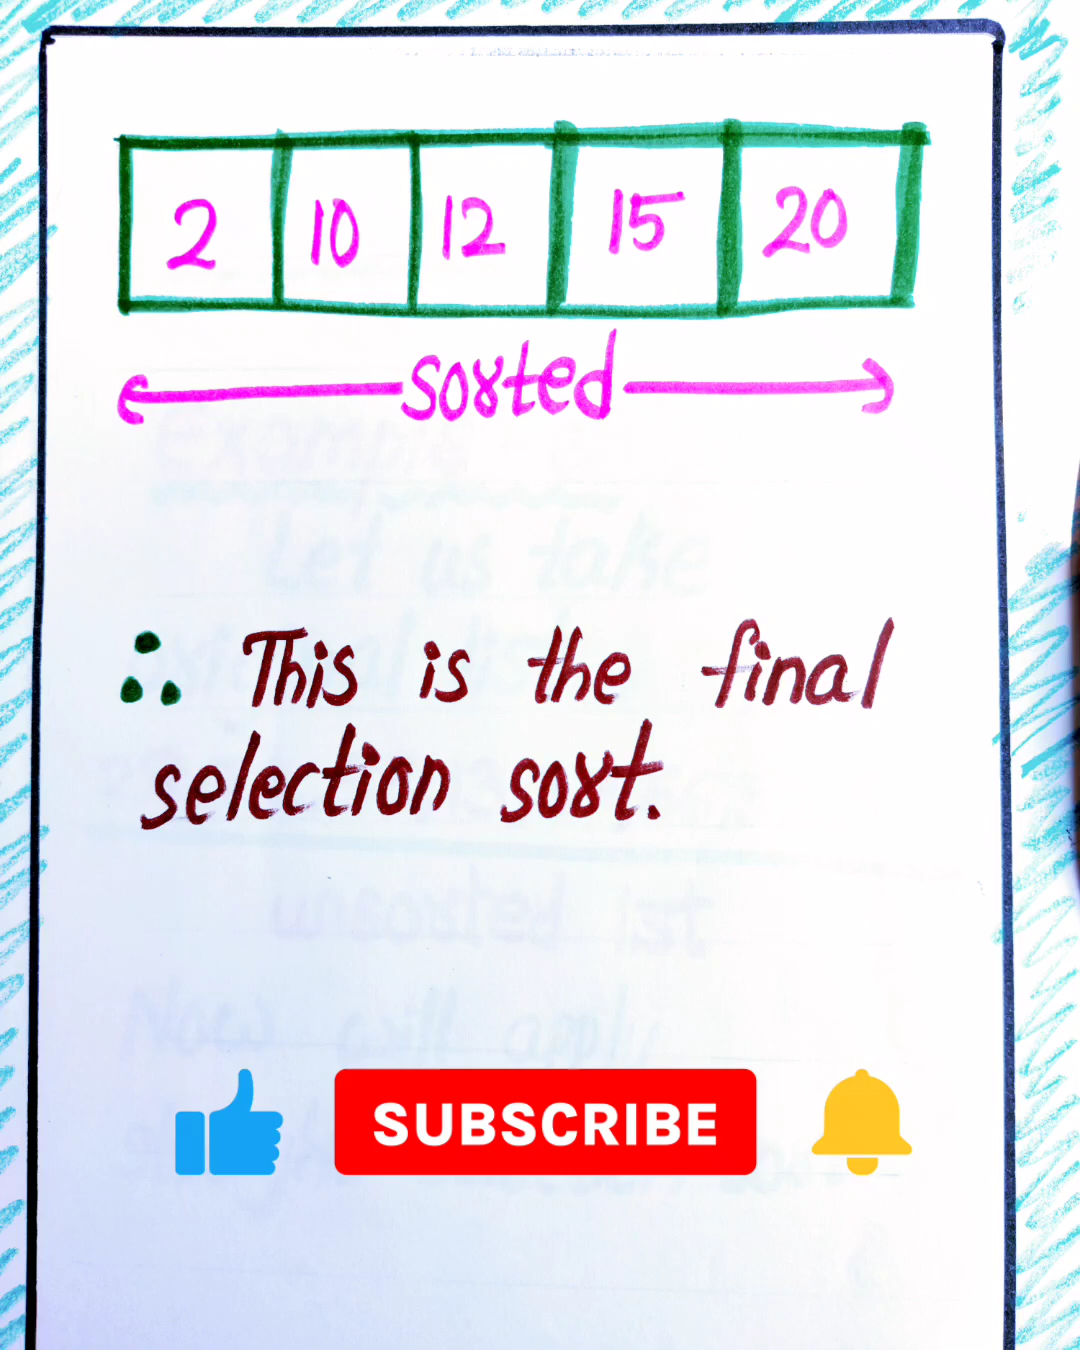 2 10 12 15 20
sorted
∴ This is the final
selection sort.
SUBSCRIBE